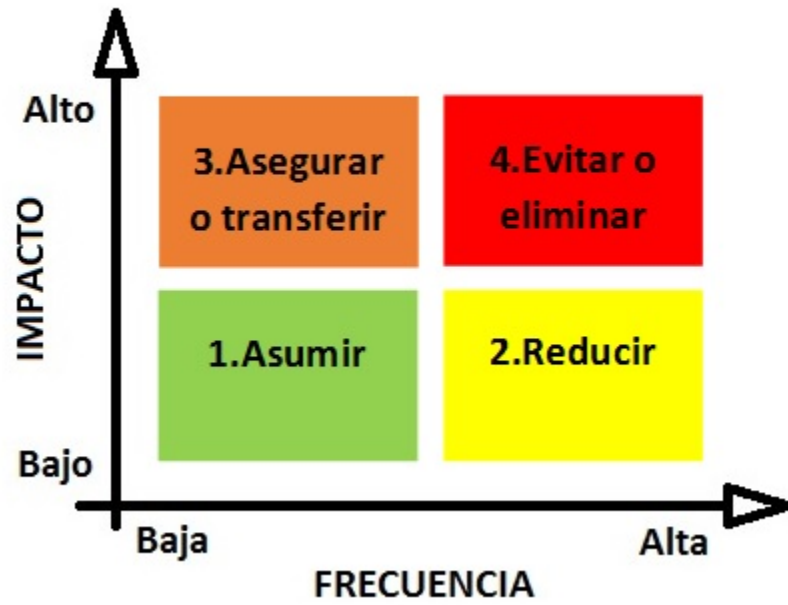 Alto
3.Asegurar
o transferir
4.Evitar o
eliminar
IMPACTO
1.Asumir
2.Reducir
Bajo
Baja
Alta
FRECUENCIA